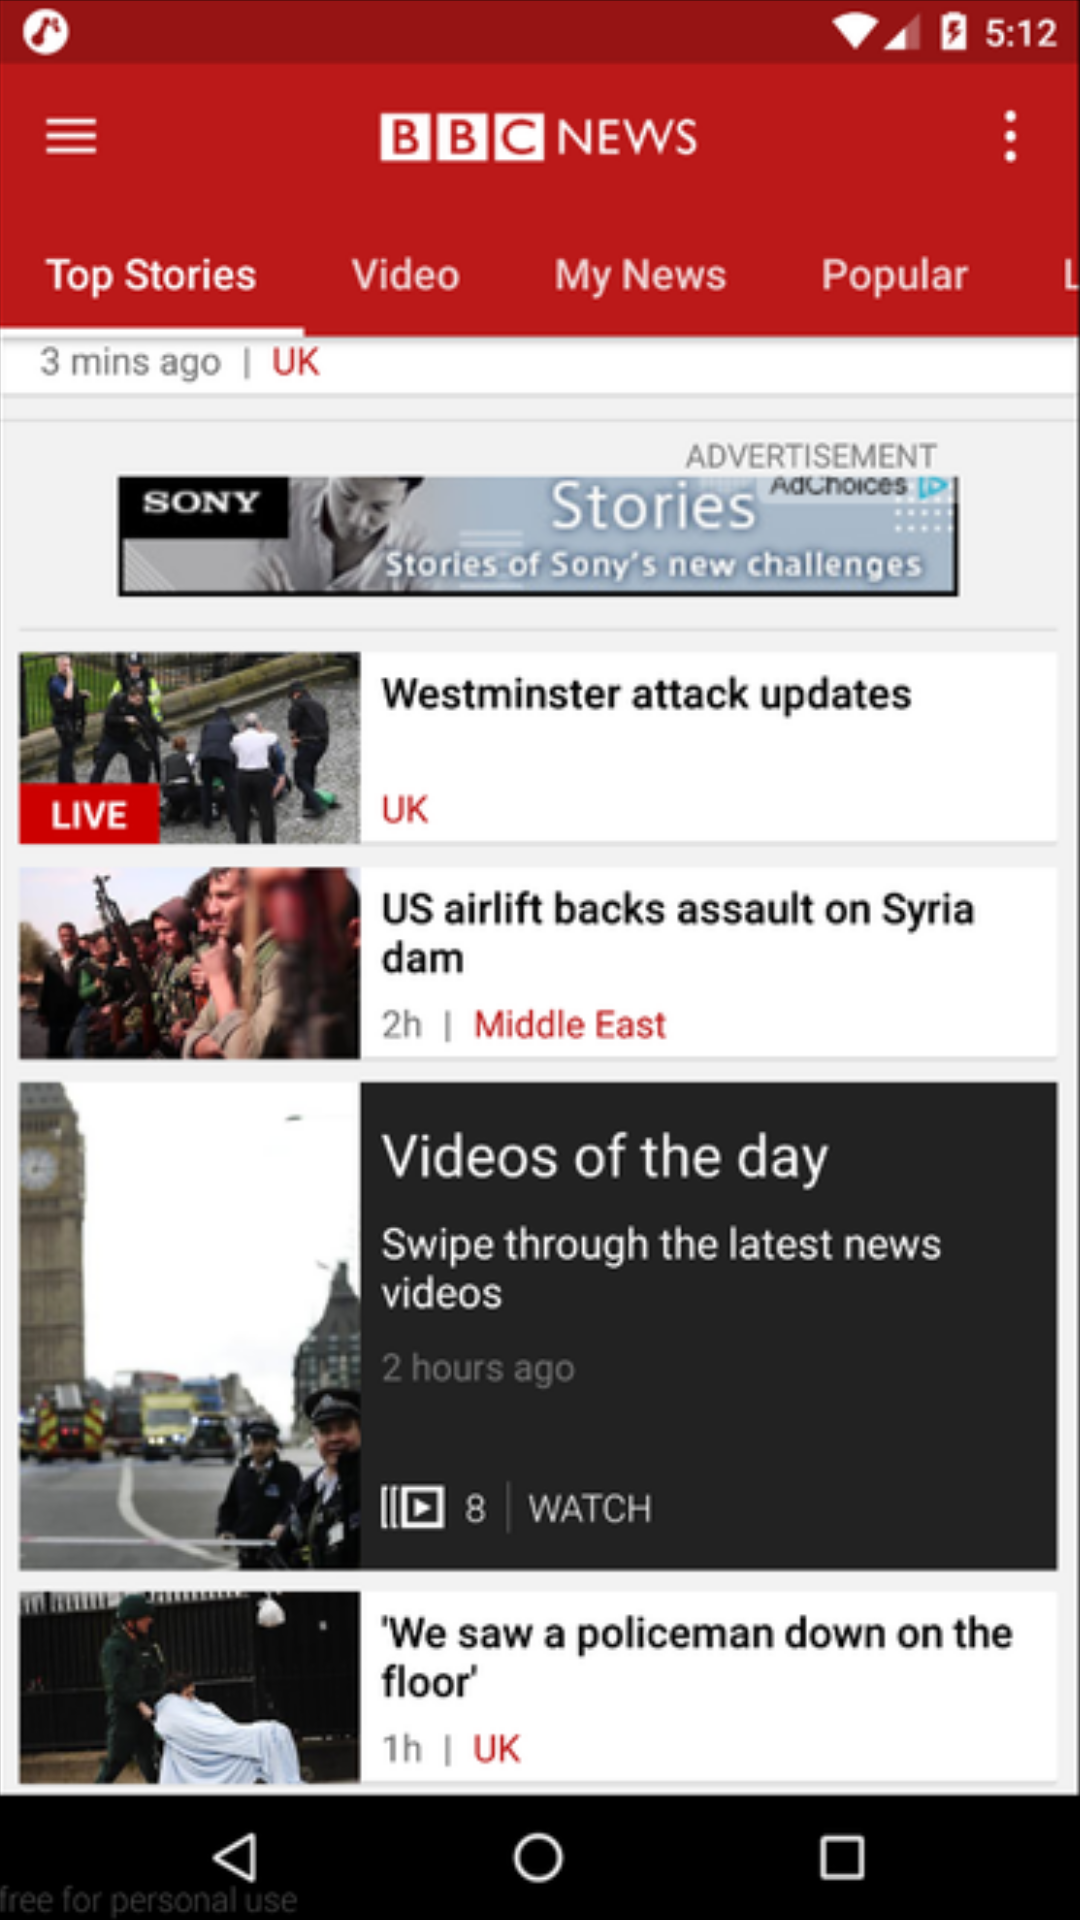 5:12
BBC NEWS
Top Stories Video My News Popular L
3 mins ago | UK
ADVERTISEMENT
SONY
Stories
AdChoices
Stories of Sony's new challenges
Westminster attack updates
LIVE
UK
US airlift backs assault on Syria
dam
2h | Middle East
Videos of the day
Swipe through the latest news
videos
2 hours ago
8 | WATCH
'We saw a policeman down on the
floor'
1h | UK
free for personal use